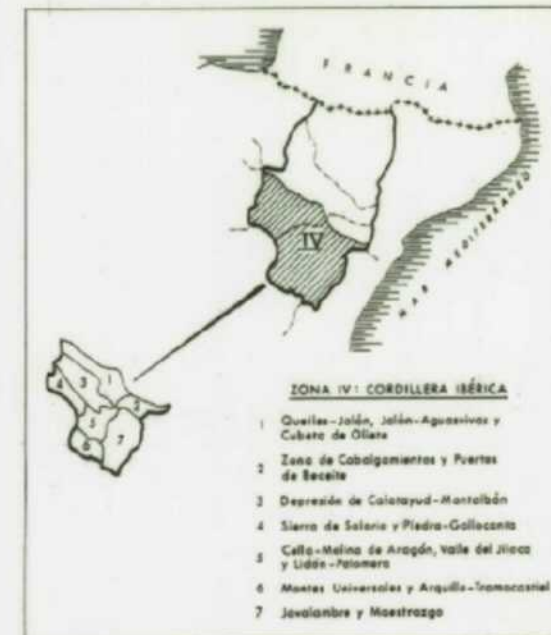 FRANCIA
MAR MEDITERRANEO
IV
1
2
3
4
5
6
7
ZONA IV: CORDILLERA IBÉRICA
1 Queiles-Jalón, Jalón-Aguasvivas y
Cubeta de Oliete
2 Zona de Cabalgamientos y Puertos
de Beceite
3 Depresión de Calatayud-Montalbán
4 Sierra de Solorio y Piedra-Gallocanta
5 Cella-Molina de Aragón, Valle del Jiloca
y Lidón-Palomera
6 Montes Universales y Arquillo-Tramacastiel
7 Javalambre y Maestrazgo